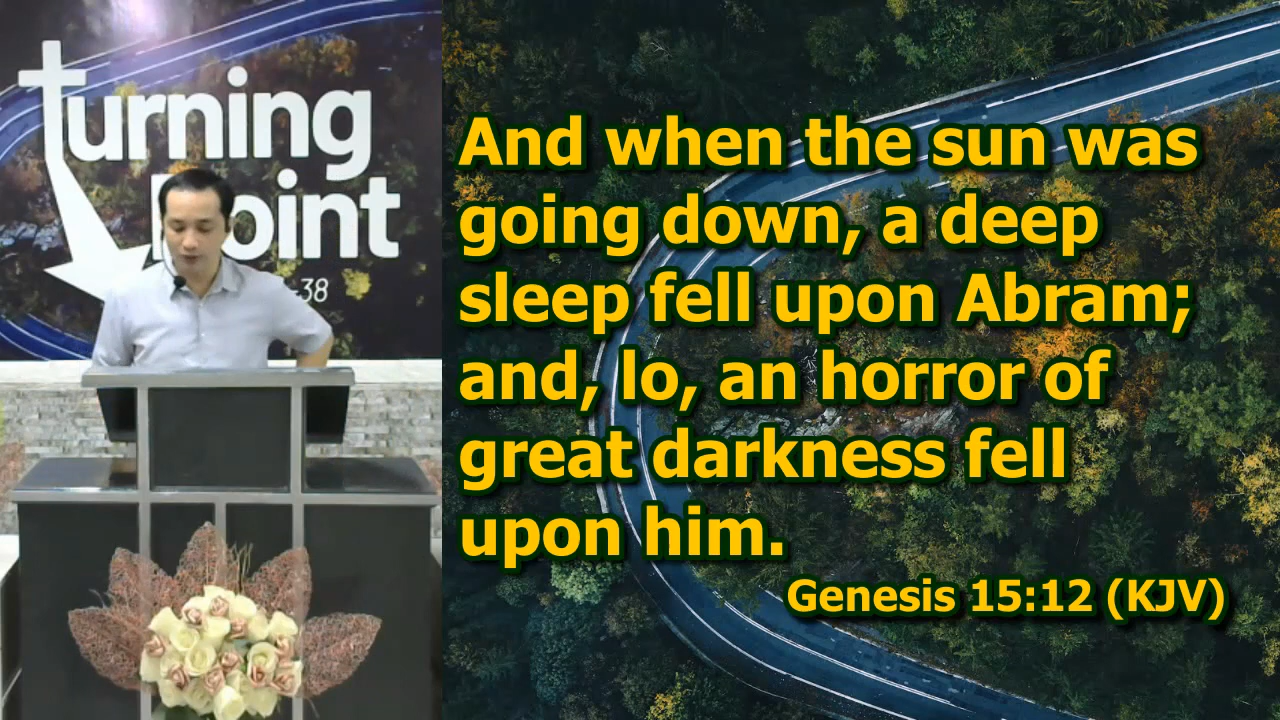 turning
Point
:38
And when the sun was
going down, a deep
sleep fell upon Abram;
and, lo, an horror of
great darkness fell
upon him.
Genesis 15:12 (KJV)